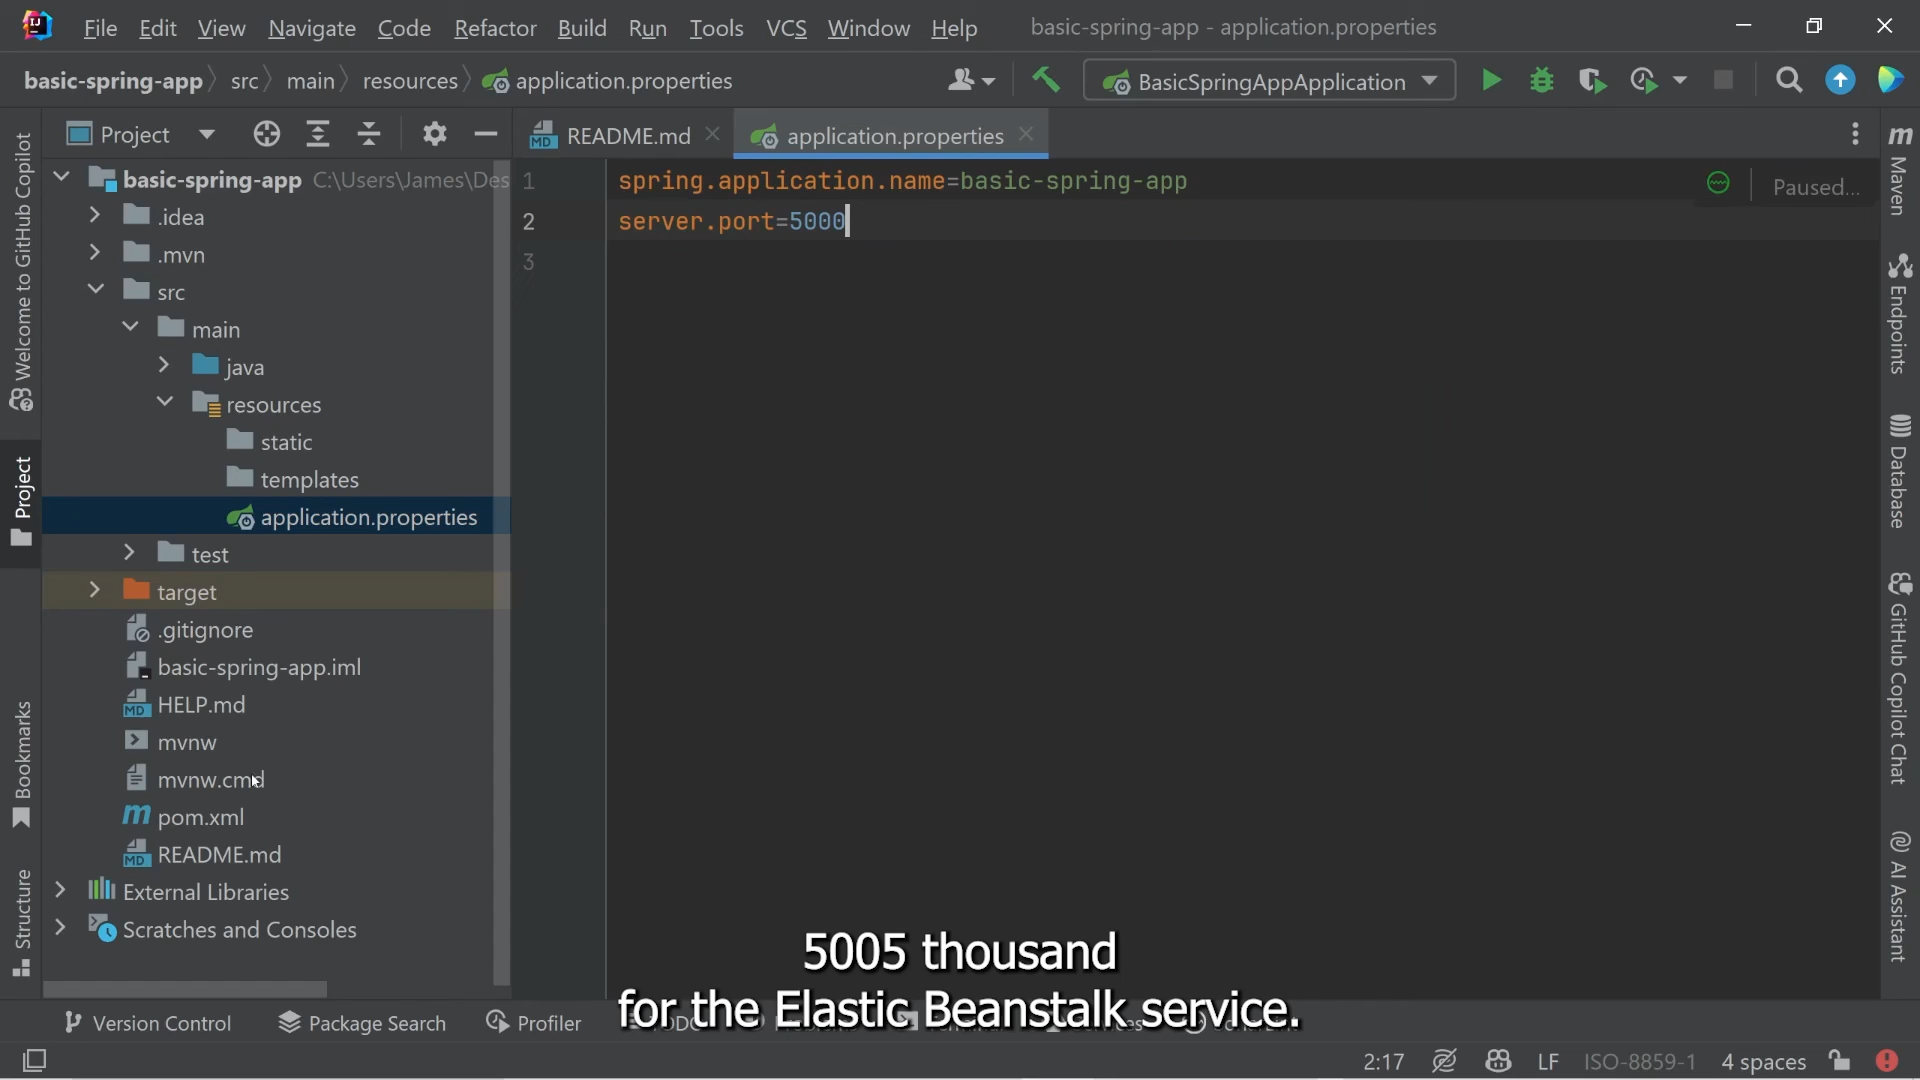 File Edit View Navigate Code Refactor Build Run Tools VCS Window Help basic-spring-app - application.properties
basic-spring-app src main resources application.properties BasicSpringAppApplication
Project README.md application.properties
basic-spring-app C:\Users\James\Des
.idea
.mvn
src
main
java
resources
static
templates
application.properties
test
target
.gitignore
basic-spring-app.iml
HELP.md
mvnw
mvnw.cmd
pom.xml
README.md
External Libraries
Scratches and Consoles
1 spring.application.name=basic-spring-app
2 server.port=5000
3
Paused...
Welcome to GitHub Copilot
Project
Bookmarks
Structure
Maven
Endpoints
Database
GitHub Copilot Chat
AI Assistant
5005 thousand
for the Elastic Beanstalk service.
Version Control Package Search Profiler
2:17 LF ISO-8859-1 4 spaces